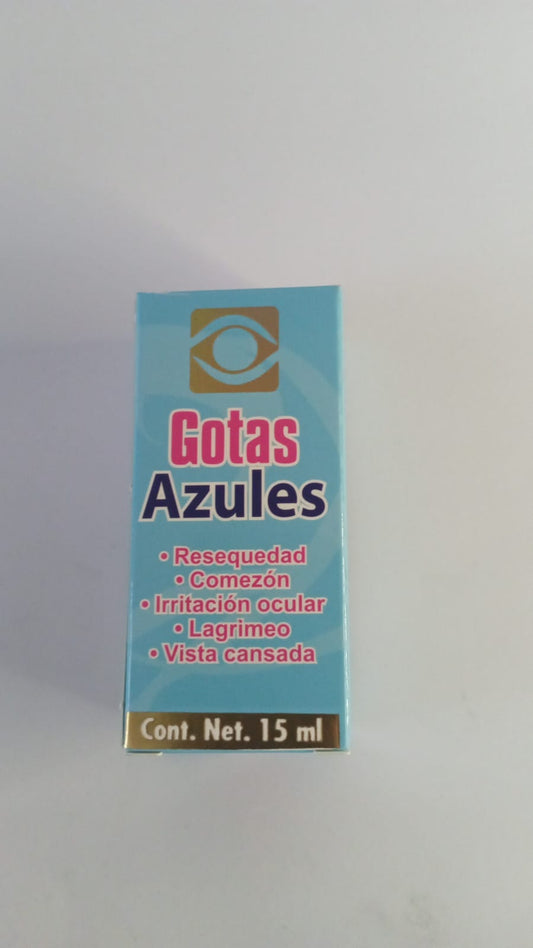 Gotas
Azules
• Resequedad
• Comezón
• Irritación ocular
• Lagrimeo
• Vista cansada
Cont. Net. 15 ml